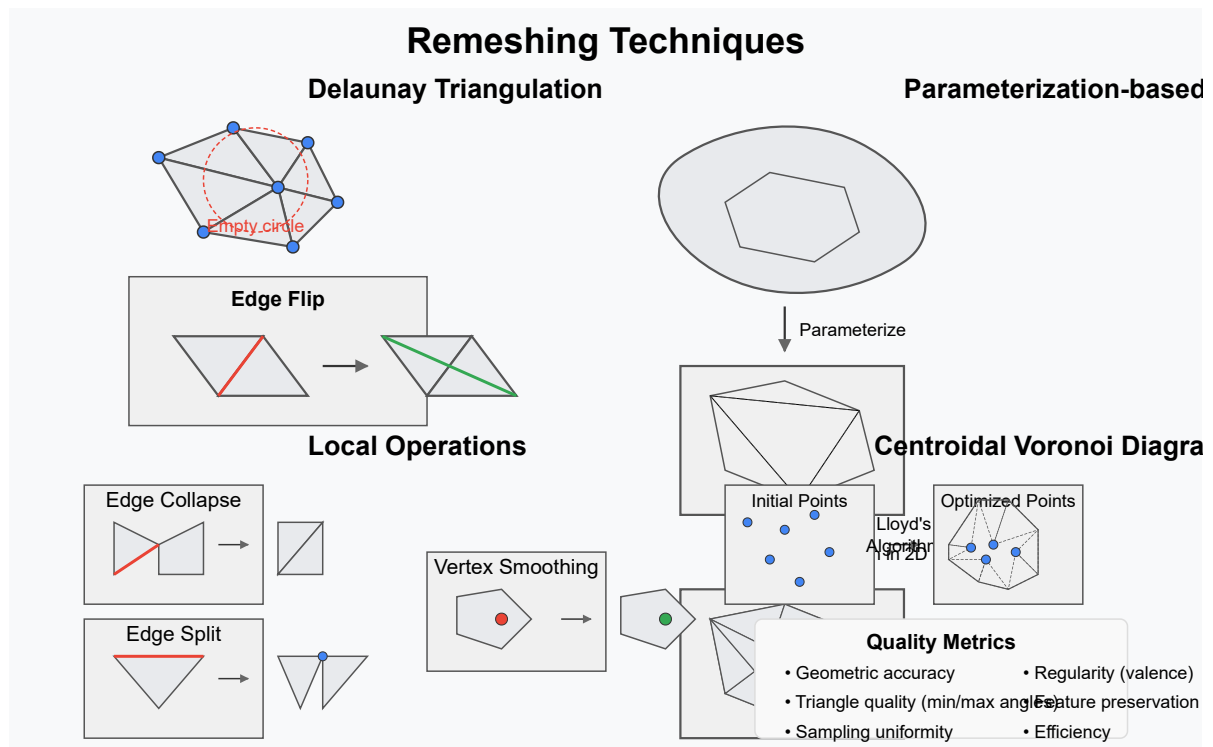 Remeshing Techniques
Delaunay Triangulation
Parameterization-based
Empty circle
Edge Flip
Parameterize
Local Operations
Centroidal Voronoi Diagra
Edge Collapse
Initial Points
Optimized Points
Lloyd's
Algorithm
in 2D
Vertex Smoothing
Edge Split
Quality Metrics
• Geometric accuracy
• Regularity (valence)
• Triangle quality (min/max angles)
• Feature preservation
• Sampling uniformity
• Efficiency